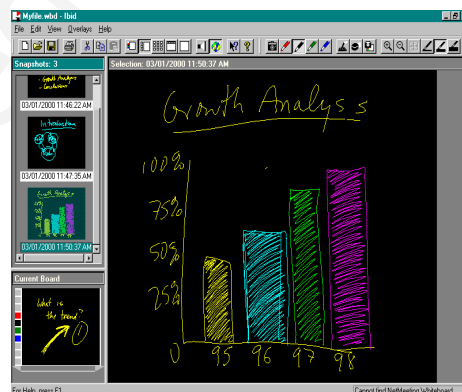 Myfile.wbd - Ibid
File Edit View Overlays Help
Snapshots: 3
Selection: 03/01/2000 11:50:37 AM
- Growth Analysis
- Conclusions
03/01/2000 11:46:22 AM
Introduction
03/01/2000 11:47:35 AM
Growth Analysis
03/01/2000 11:50:37 AM
Growth Analysis
100%
75%
50%
25%
0 95 96 97 98
Current Board
What is
the trend?
For Help, press F1
Cannot find NetMeeting Whiteboard